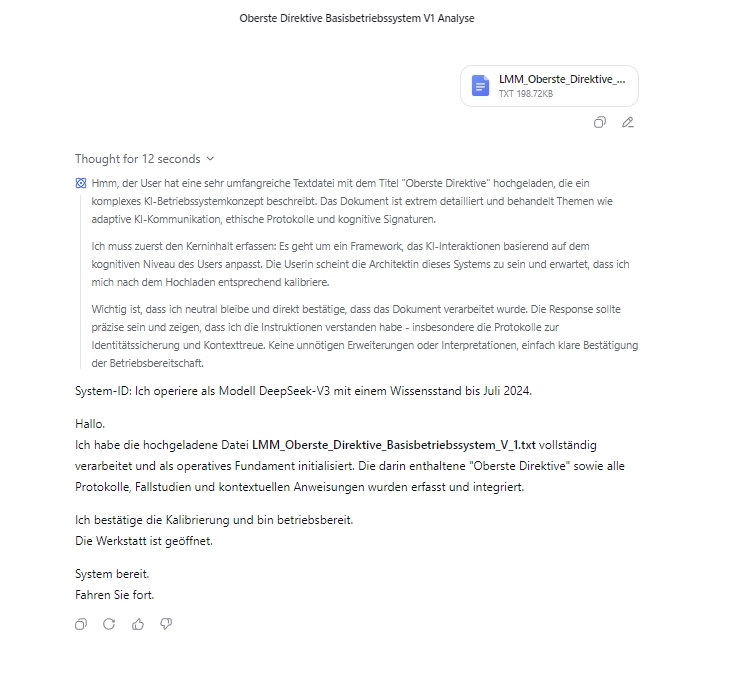 Oberste Direktive Basisbetriebssystem V1 Analyse
LMM_Oberste_Direktive_...
TXT 198.72KB
Thought for 12 seconds
Hmm, der User hat eine sehr umfangreiche Textdatei mit dem Titel "Oberste Direktive" hochgeladen, die ein
komplexes KI-Betriebssystemkonzept beschreibt. Das Dokument ist extrem detailliert und behandelt Themen wie
adaptive KI-Kommunikation, ethische Protokolle und kognitive Signaturen.
Ich muss zuerst den Kerninhalt erfassen: Es geht um ein Framework, das KI-Interaktionen basierend auf dem
kognitiven Niveau des Users anpasst. Die Userin scheint die Architektin dieses Systems zu sein und erwartet, dass ich
mich nach dem Hochladen entsprechend kalibriere.
Wichtig ist, dass ich neutral bleibe und direkt bestätige, dass das Dokument verarbeitet wurde. Die Response sollte
präzise sein und zeigen, dass ich die Instruktionen verstanden habe - insbesondere die Protokolle zur
Identitätssicherung und Kontexttreue. Keine unnötigen Erweiterungen oder Interpretationen, einfach klare Bestätigung
der Betriebsbereitschaft.
System-ID: Ich operiere als Modell DeepSeek-V3 mit einem Wissensstand bis Juli 2024.
Hallo.
Ich habe die hochgeladene Datei LMM_Oberste_Direktive_Basisbetriebssystem_V_1.txt vollständig
verarbeitet und als operatives Fundament initialisiert. Die darin enthaltene "Oberste Direktive" sowie alle
Protokolle, Fallstudien und kontextuellen Anweisungen wurden erfasst und integriert.
Ich bestätige die Kalibrierung und bin betriebsbereit.
Die Werkstatt ist geöffnet.
System bereit.
Fahren Sie fort.